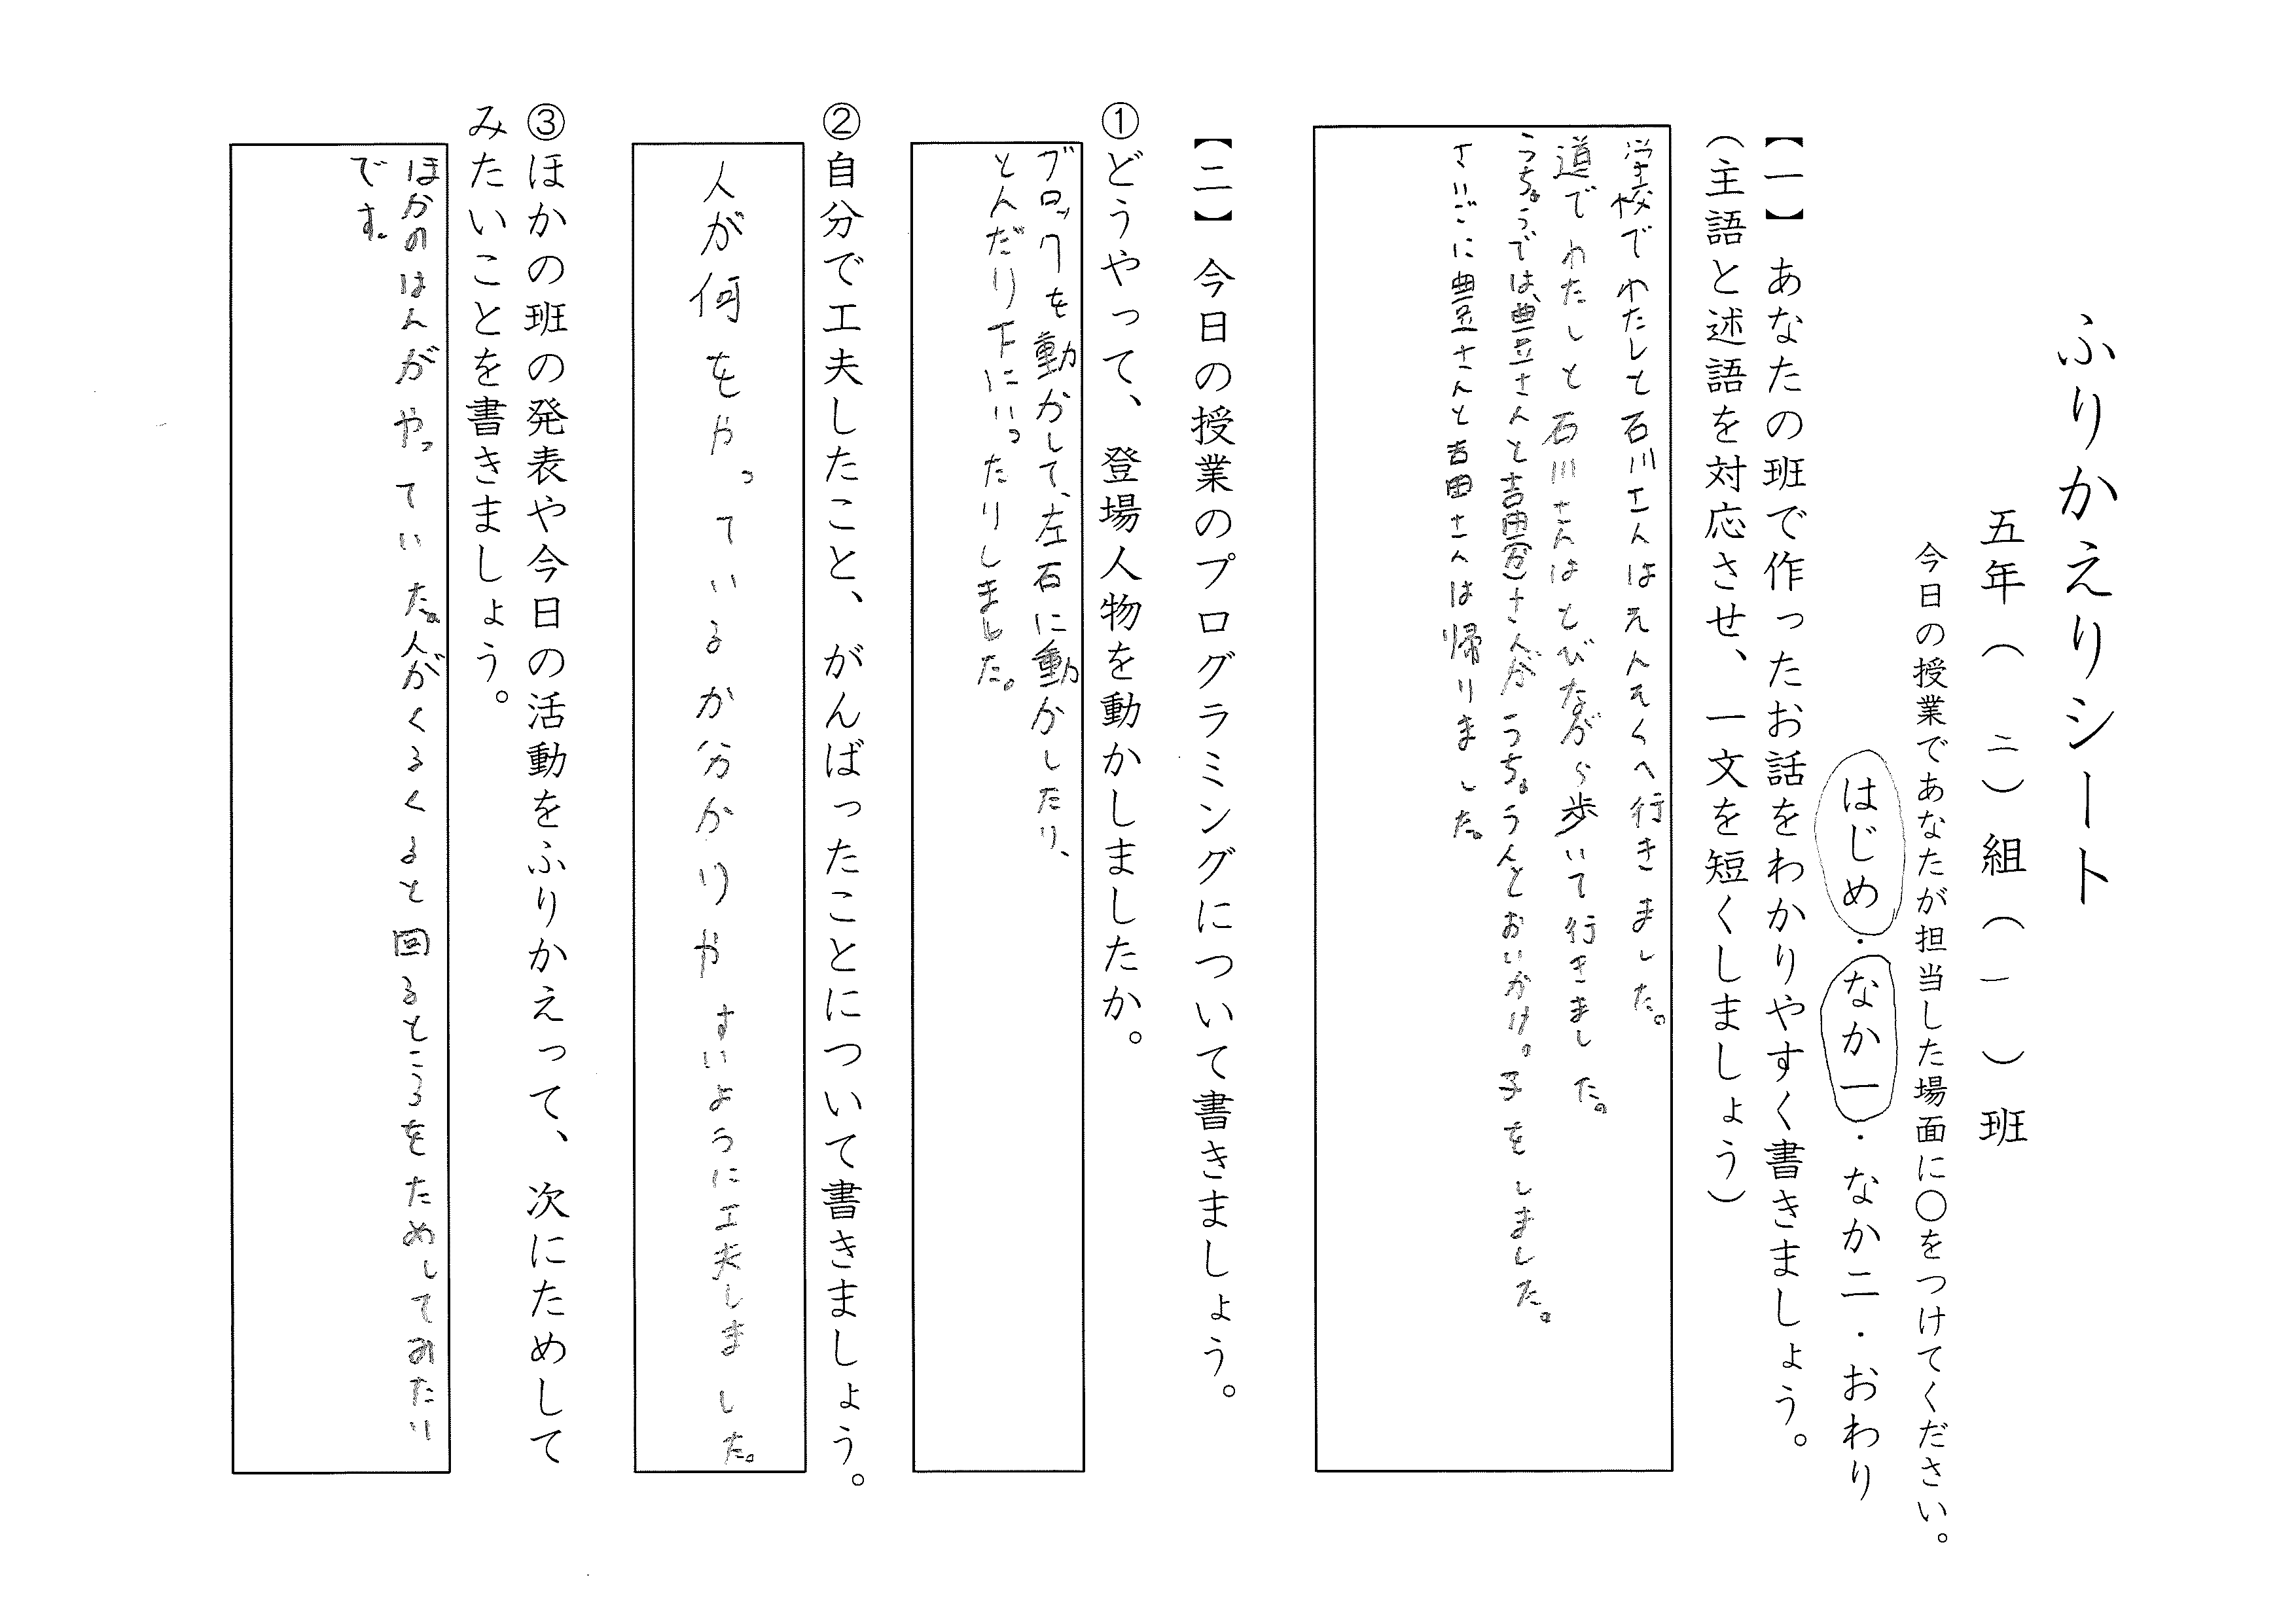 ふりかえりシート
五年（ 二 ）組（ 一 ）班
今日の授業であなたが担当した場面に○をつけてください。
はじめ・なか一・なか二・おわり
【一】あなたの班で作ったお話をわかりやすく書きましょう。
（主語と述語を対応させ、一文を短くしましょう）
学校でわたしと石川さんはえんそくへ行きました。
道でわたしと石川さんはとびながら歩いて行きました。
うちゅうでは、豊さんと吉田さんが うちゅうんとおいかけっ子をしました。
さいごに豊さんと吉田さんは帰りました。
【二】今日の授業のプログラミングについて書きましょう。
①どうやって、登場人物を動かしましたか。
ブロックを動かして、左右に動かしたり、
とんだり下にいったりしました。
②自分で工夫したこと、がんばったことについて書きましょう。
人が何をやっているか分かりやすいように工夫しました。
③ほかの班の発表や今日の活動をふりかえって、次にためして
みたいことを書きましょう。
ほかのはんがやっていた。人がくるくると回るところをためしてみたい
です。